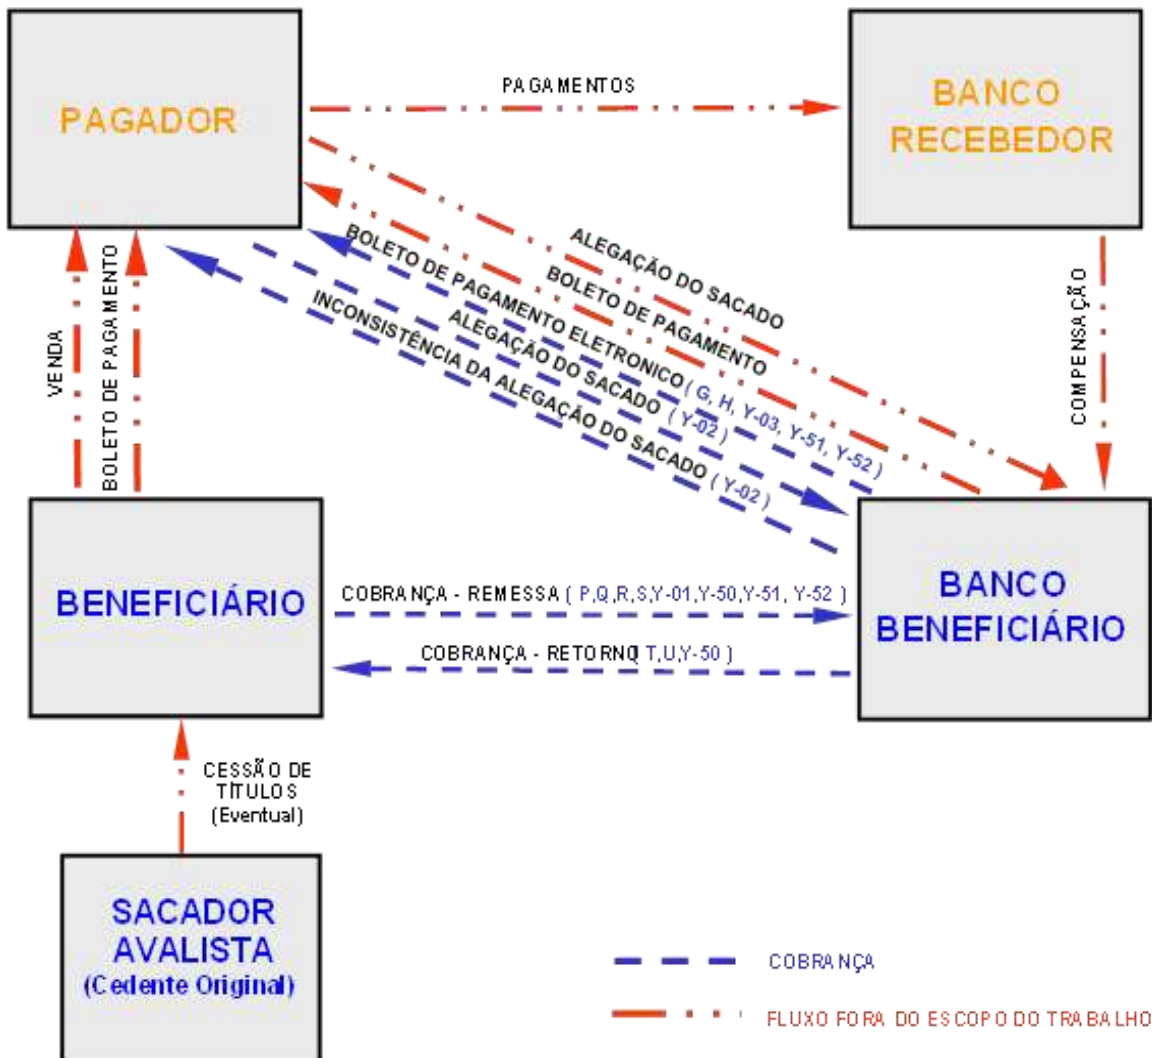 PAGADOR
PAGAMENTOS
BANCO
RECEBEDOR
ALEGAÇÃO DO SACADO
BOLETO DE PAGAMENTO
BOLETO DE PAGAMENTO ELETRONICO ( G, H, Y-03, Y-51, Y-52 )
ALEGAÇÃO DO SACADO ( Y-02 )
INCONSISTÊNCIA DA ALEGAÇÃO DO SACADO ( Y-02 )
COMPENSAÇÃO
VENDA
BOLETO DE PAGAMENTO
BENEFICIÁRIO
COBRANÇA - REMESSA ( P,Q,R,S,Y-01,Y-50,Y-51, Y-52 )
COBRANÇA - RETORNO ( T,U,Y-50 )
BANCO
BENEFICIÁRIO
CESSÃO DE
TÍTULOS
(Eventual)
SACADOR
AVALISTA
(Cedente Original)
COBRANÇA
FLUXO FORA DO ESCOPO DO TRABALHO